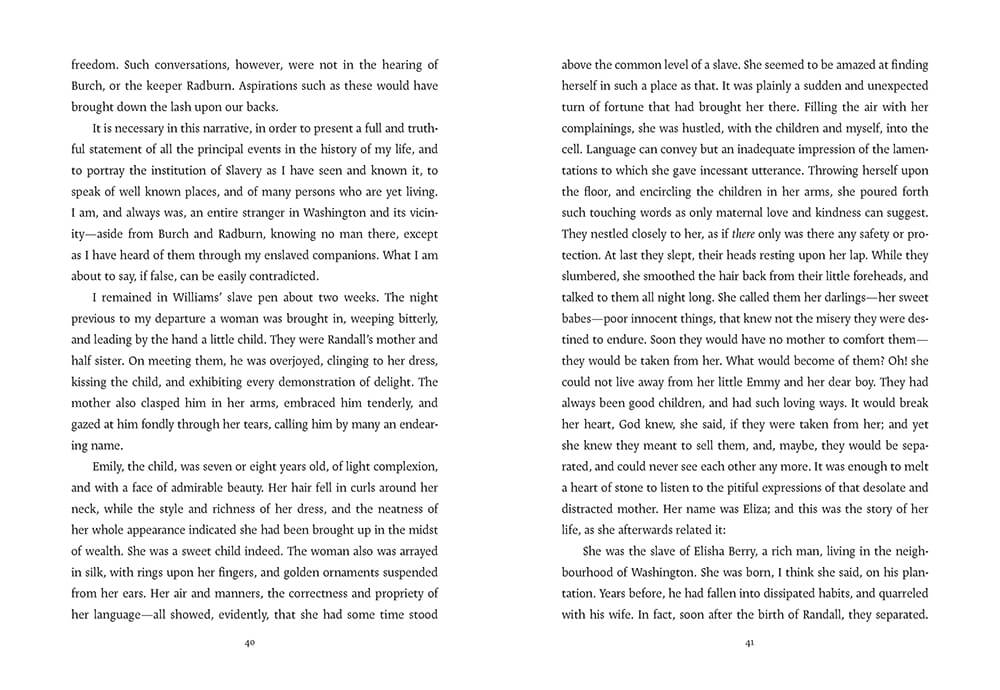 freedom. Such conversations, however, were not in the hearing of
Burch, or the keeper Radburn. Aspirations such as these would have
brought down the lash upon our backs.
It is necessary in this narrative, in order to present a full and truth-
ful statement of all the principal events in the history of my life, and
to portray the institution of Slavery as I have seen and known it, to
speak of well known places, and of many persons who are yet living.
I am, and always was, an entire stranger in Washington and its vicin-
ity—aside from Burch and Radburn, knowing no man there, except
as I have heard of them through my enslaved companions. What I am
about to say, if false, can be easily contradicted.
I remained in Williams’ slave pen about two weeks. The night
previous to my departure a woman was brought in, weeping bitterly,
and leading by the hand a little child. They were Randall’s mother and
half sister. On meeting them, he was overjoyed, clinging to her dress,
kissing the child, and exhibiting every demonstration of delight. The
mother also clasped him in her arms, embraced him tenderly, and
gazed at him fondly through her tears, calling him by many an endear-
ing name.
Emily, the child, was seven or eight years old, of light complexion,
and with a face of admirable beauty. Her hair fell in curls around her
neck, while the style and richness of her dress, and the neatness of
her whole appearance indicated she had been brought up in the midst
of wealth. She was a sweet child indeed. The woman also was arrayed
in silk, with rings upon her fingers, and golden ornaments suspended
from her ears. Her air and manners, the correctness and propriety of
her language—all showed, evidently, that she had some time stood
40
above the common level of a slave. She seemed to be amazed at finding
herself in such a place as that. It was plainly a sudden and unexpected
turn of fortune that had brought her there. Filling the air with her
complainings, she was hustled, with the children and myself, into the
cell. Language can convey but an inadequate impression of the lamen-
tations to which she gave incessant utterance. Throwing herself upon
the floor, and encircling the children in her arms, she poured forth
such touching words as only maternal love and kindness can suggest.
They nestled closely to her, as if there only was there any safety or pro-
tection. At last they slept, their heads resting upon her lap. While they
slumbered, she smoothed the hair back from their little foreheads, and
talked to them all night long. She called them her darlings—her sweet
babes—poor innocent things, that knew not the misery they were des-
tined to endure. Soon they would have no mother to comfort them—
they would be taken from her. What would become of them? Oh! she
could not live away from her little Emmy and her dear boy. They had
always been good children, and had such loving ways. It would break
her heart, God knew, she said, if they were taken from her; and yet
she knew they meant to sell them, and, maybe, they would be sepa-
rated, and could never see each other any more. It was enough to melt
a heart of stone to listen to the pitiful expressions of that desolate and
distracted mother. Her name was Eliza; and this was the story of her
life, as she afterwards related it:
She was the slave of Elisha Berry, a rich man, living in the neigh-
bourhood of Washington. She was born, I think she said, on his plan-
tation. Years before, he had fallen into dissipated habits, and quarreled
with his wife. In fact, soon after the birth of Randall, they separated.
41